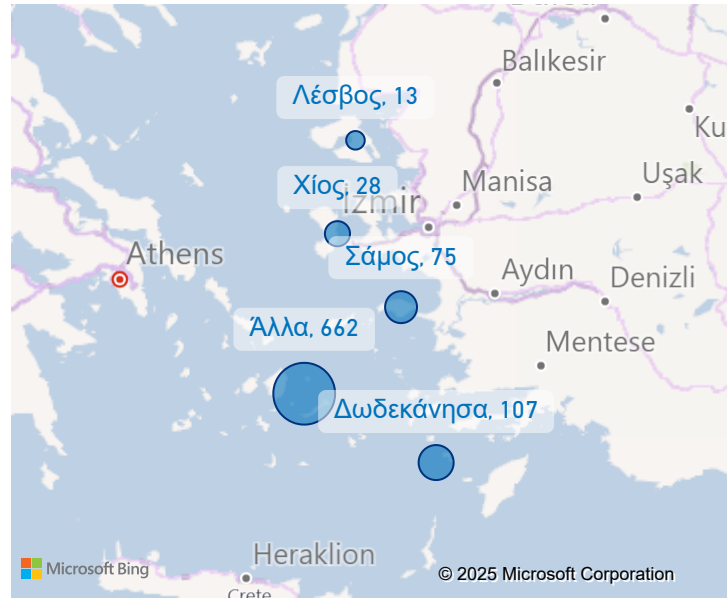 Balıkesir
Λέσβος, 13
Ku
Uşak
Χίος, 28
Manisa
Izmir
Athens
Σάμος, 75
Aydın
Denizli
Άλλα, 662
Mentese
Δωδεκάνησα, 107
Heraklion
Microsoft Bing
© 2025 Microsoft Corporation
Crete